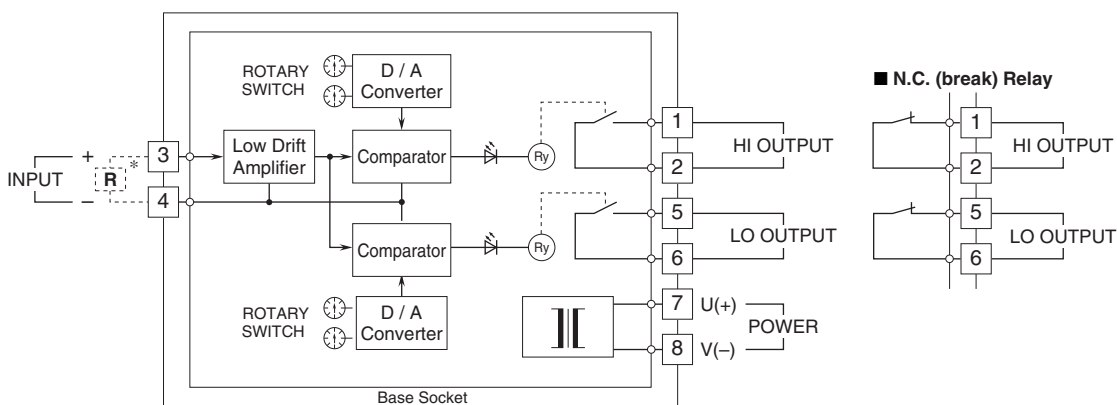 ROTARY
SWITCH
D / A
Converter
Low Drift
Amplifier
Comparator
Ry
INPUT
+
–
R
*
3
4
1
2
HI OUTPUT
5
6
LO OUTPUT
Comparator
Ry
ROTARY
SWITCH
D / A
Converter
7
8
U(+)
V(–)
POWER
Base Socket
■ N.C. (break) Relay
1
2
HI OUTPUT
5
6
LO OUTPUT